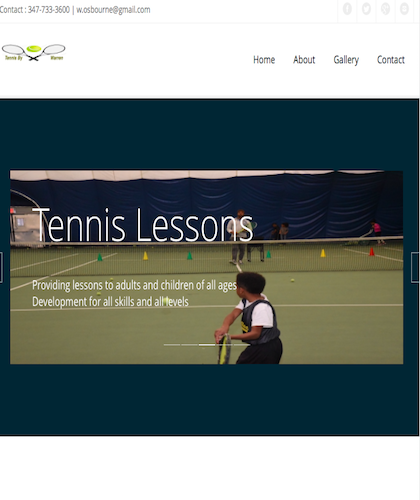 Contact : 347-733-3600 | w.osbourne@gmail.com
Tennis By Warner
Home About Gallery Contact
Tennis Lessons
Providing lessons to adults and children of all ages
Development for all skills and all levels